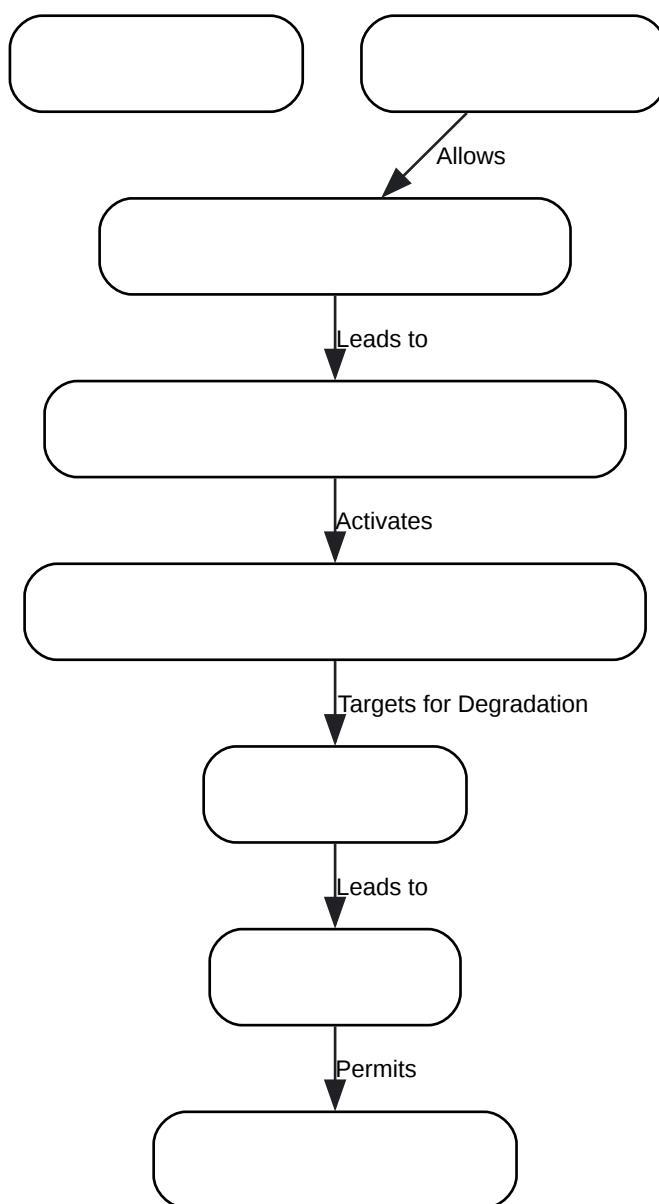 Allows
Leads to
Activates
Targets for Degradation
Leads to
Permits